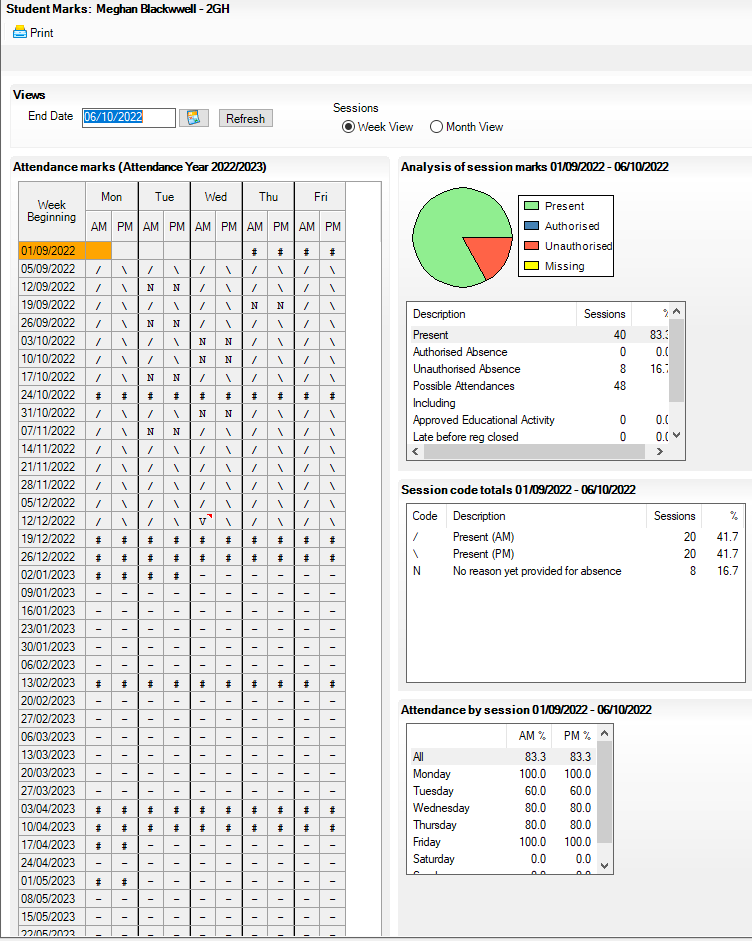 Student Marks: Meghan Blackwwell - 2GH
Print
Views
End Date 06/10/2022 Refresh
Sessions
Week View Month View
Attendance marks (Attendance Year 2022/2023)
Week Beginning Mon Tue Wed Thu Fri
AM PM AM PM AM PM AM PM AM PM
01/09/2022 # # # #
05/09/2022 / \ / \ / \ / \ / \
12/09/2022 / \ N N / \ / \ / \
19/09/2022 / \ / \ / \ N N / \
26/09/2022 / \ N N / \ / \ / \
03/10/2022 / \ / \ N N / \ / \
10/10/2022 / \ / \ N N / \ / \
17/10/2022 / \ N N / \ / \ / \
24/10/2022 # # # # # # # # # #
31/10/2022 / \ / \ N N / \ / \
07/11/2022 / \ N N / \ / \ / \
14/11/2022 / \ / \ / \ / \ / \
21/11/2022 / \ / \ / \ / \ / \
28/11/2022 / \ / \ / \ / \ / \
05/12/2022 / \ / \ / \ / \ / \
12/12/2022 / \ / \ V \ / \ / \
19/12/2022 # # # # # # # # # #
26/12/2022 # # # # # # # # # #
02/01/2023 # # # # - - - - - -
09/01/2023 - - - - - - - - - -
16/01/2023 - - - - - - - - - -
23/01/2023 - - - - - - - - - -
30/01/2023 - - - - - - - - - -
06/02/2023 - - - - - - - - - -
13/02/2023 # # # # # # # # # #
20/02/2023 - - - - - - - - - -
27/02/2023 - - - - - - - - - -
06/03/2023 - - - - - - - - - -
13/03/2023 - - - - - - - - - -
20/03/2023 - - - - - - - - - -
27/03/2023 - - - - - - - - - -
03/04/2023 # # # # # # # # # #
10/04/2023 # # # # # # # # # #
17/04/2023 # # - - - - - - - -
24/04/2023 - - - - - - - - - -
01/05/2023 # # - - - - - - - -
08/05/2023 - - - - - - - - - -
15/05/2023 - - - - - - - - - -
22/05/2023 - - - - - - - - - -
Analysis of session marks 01/09/2022 - 06/10/2022
Present
Authorised
Unauthorised
Missing
Description Sessions %
Present 40 83.3
Authorised Absence 0 0.0
Unauthorised Absence 8 16.7
Possible Attendances 48
Including
Approved Educational Activity 0 0.0
Late before reg closed 0 0.0
Session code totals 01/09/2022 - 06/10/2022
Code Description Sessions %
/ Present (AM) 20 41.7
\ Present (PM) 20 41.7
N No reason yet provided for absence 8 16.7
Attendance by session 01/09/2022 - 06/10/2022
AM % PM %
All 83.3 83.3
Monday 100.0 100.0
Tuesday 60.0 60.0
Wednesday 80.0 80.0
Thursday 80.0 80.0
Friday 100.0 100.0
Saturday 0.0 0.0